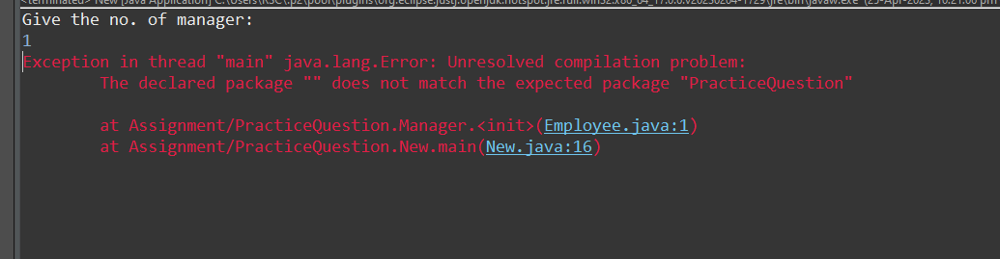 <terminated> New [Java Application] C:\Users\KSC\.p2\pool\plugins\org.eclipse.justj.openjdk.hotspot.jre.full.win32.x86_64_17.0.6.v20230204-1729\jre\bin\javaw.exe (25-Apr-2023, 10:21:00 pm
Give the no. of manager:
1
Exception in thread "main" java.lang.Error: Unresolved compilation problem:
The declared package "" does not match the expected package "PracticeQuestion"
at Assignment/PracticeQuestion.Manager.<init>(Employee.java:1)
at Assignment/PracticeQuestion.New.main(New.java:16)